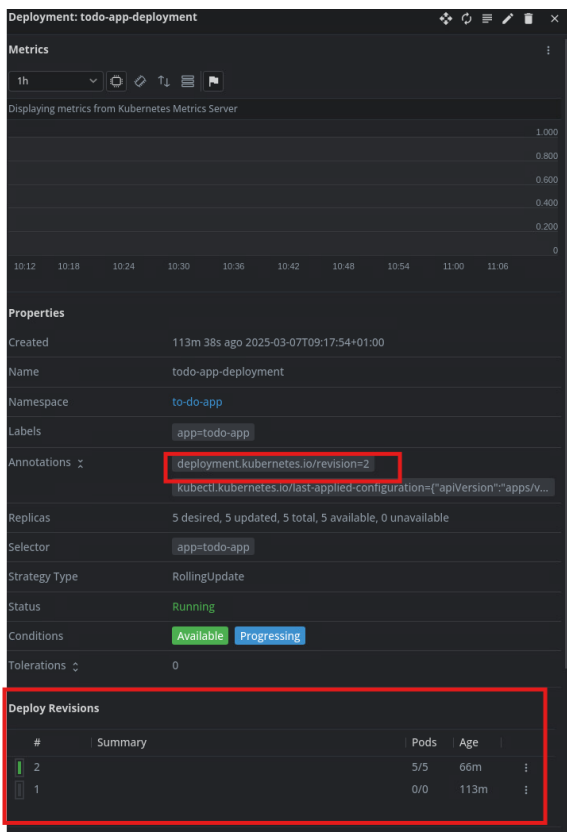 Deployment: todo-app-deployment
Metrics
1h
Displaying metrics from Kubernetes Metrics Server
1.000
0.800
0.600
0.400
0.200
0
10:12 10:18 10:24 10:30 10:36 10:42 10:48 10:54 11:00 11:06
Properties
Created 113m 38s ago 2025-03-07T09:17:54+01:00
Name todo-app-deployment
Namespace to-do-app
Labels app=todo-app
Annotations deployment.kubernetes.io/revision=2
kubectl.kubernetes.io/last-applied-configuration={"apiVersion":"apps/v...
Replicas 5 desired, 5 updated, 5 total, 5 available, 0 unavailable
Selector app=todo-app
Strategy Type RollingUpdate
Status Running
Conditions Available Progressing
Tolerations 0
Deploy Revisions
# Summary Pods Age
2 5/5 66m
1 0/0 113m